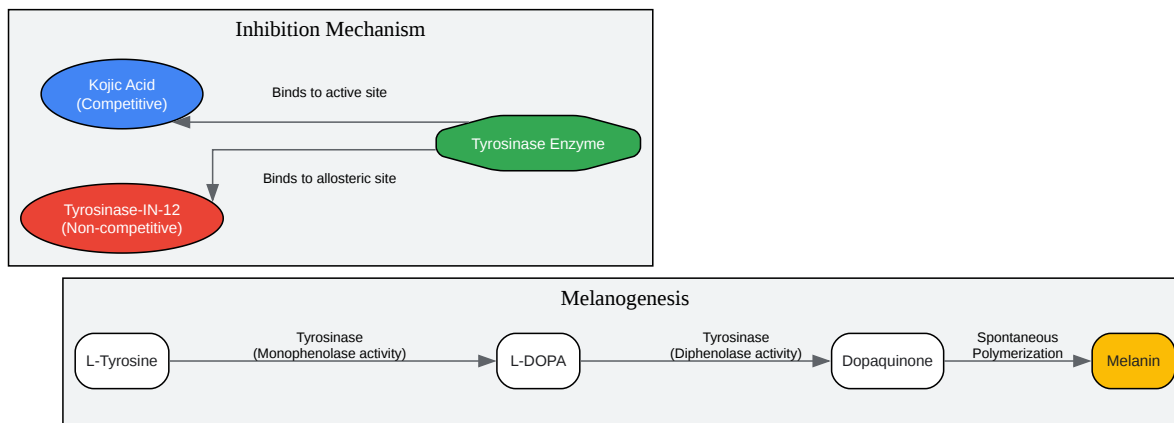 Inhibition Mechanism
Kojic Acid
(Competitive)
Binds to active site
Tyrosinase Enzyme
Binds to allosteric site
Tyrosinase-IN-12
(Non-competitive)
Melanogenesis
L-Tyrosine
Tyrosinase
(Monophenolase activity)
L-DOPA
Tyrosinase
(Diphenolase activity)
Dopaquinone
Spontaneous
Polymerization
Melanin